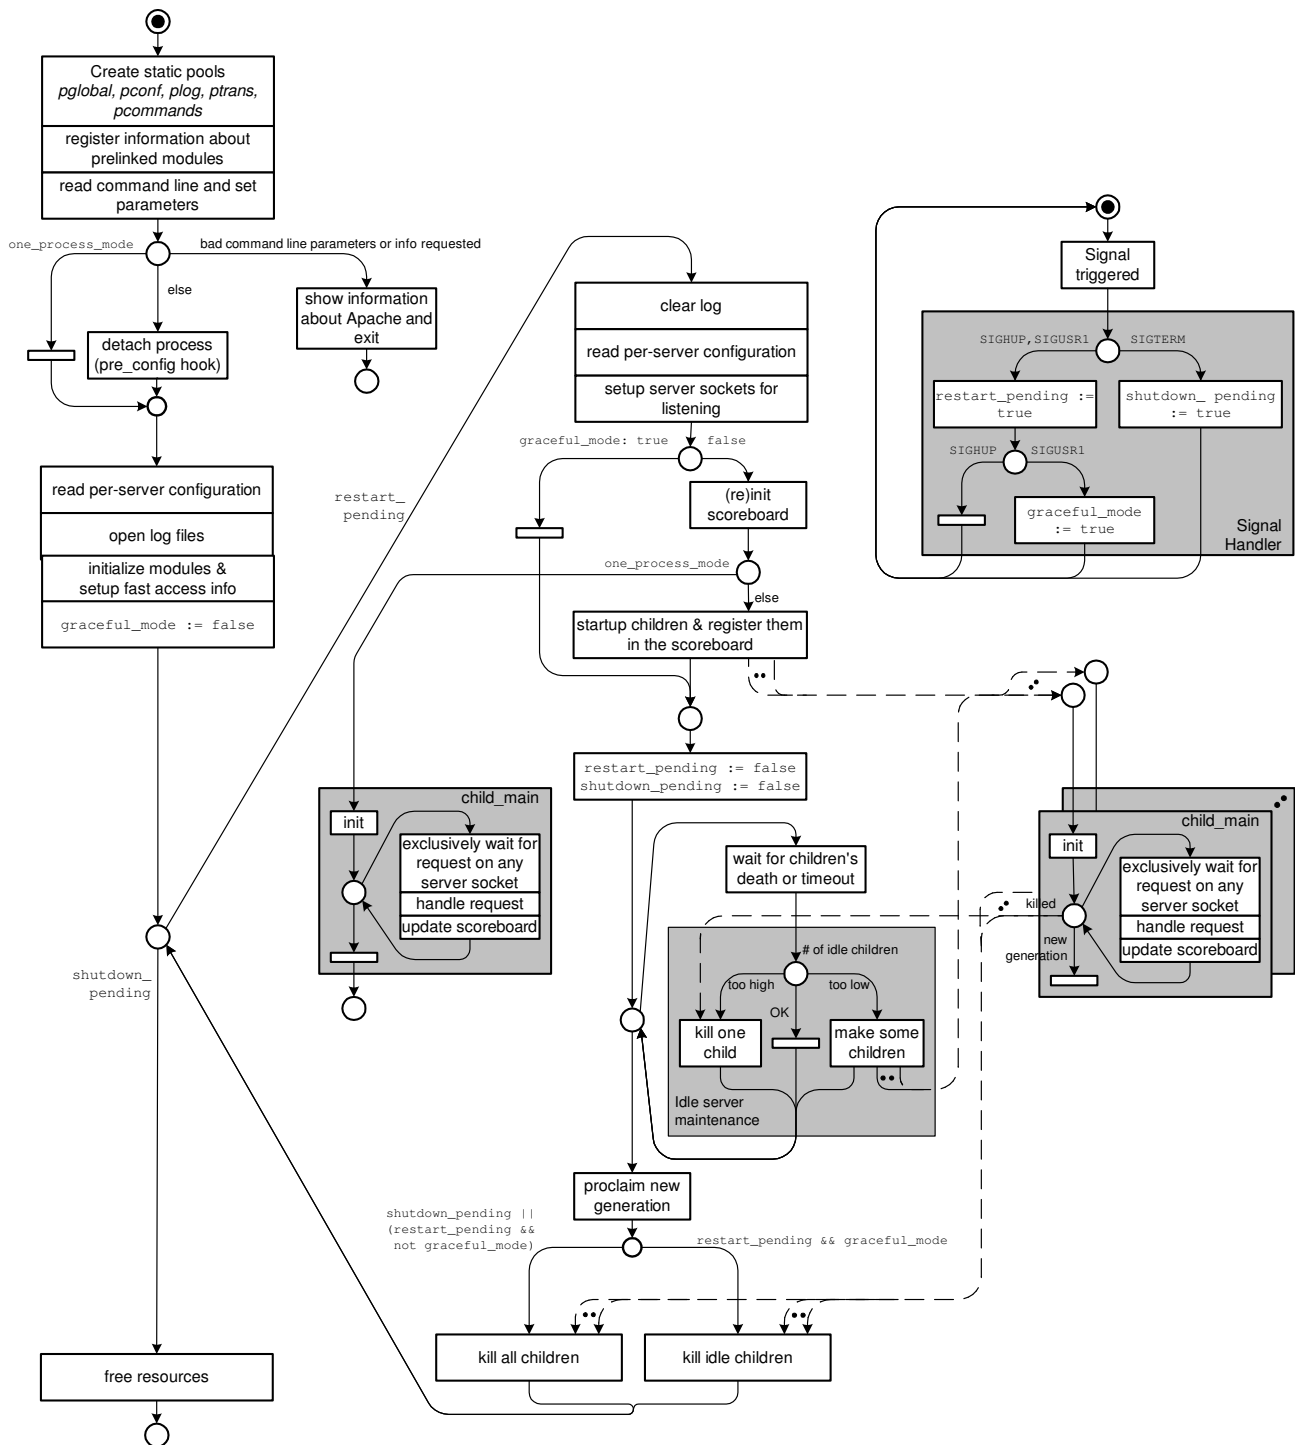 Create static pools
pglobal, pconf, plog, ptrans,
pcommands
register information about
prelinked modules
read command line and set
parameters
one_process_mode
bad command line parameters or info requested
else
show information
about Apache and
exit
detach process
(pre_config hook)
read per-server configuration
open log files
initialize modules &
setup fast access info
graceful_mode := false
restart_
pending
shutdown_
pending
free resources
clear log
read per-server configuration
setup server sockets for
listening
graceful_mode: true
false
(re)init
scoreboard
one_process_mode
else
startup children & register them
in the scoreboard
restart_pending := false
shutdown_pending := false
child_main
init
exclusively wait for
request on any
server socket
handle request
update scoreboard
wait for children's
death or timeout
# of idle children
too high
too low
OK
kill one
child
make some
children
Idle server
maintenance
proclaim new
generation
shutdown_pending ||
(restart_pending &&
not graceful_mode)
restart_pending && graceful_mode
kill all children
kill idle children
Signal
triggered
SIGHUP,SIGUSR1
SIGTERM
restart_pending :=
true
shutdown_ pending
:= true
SIGHUP
SIGUSR1
graceful_mode
:= true
Signal
Handler
child_main
init
exclusively wait for
request on any
server socket
handle request
update scoreboard
killed
new
generation